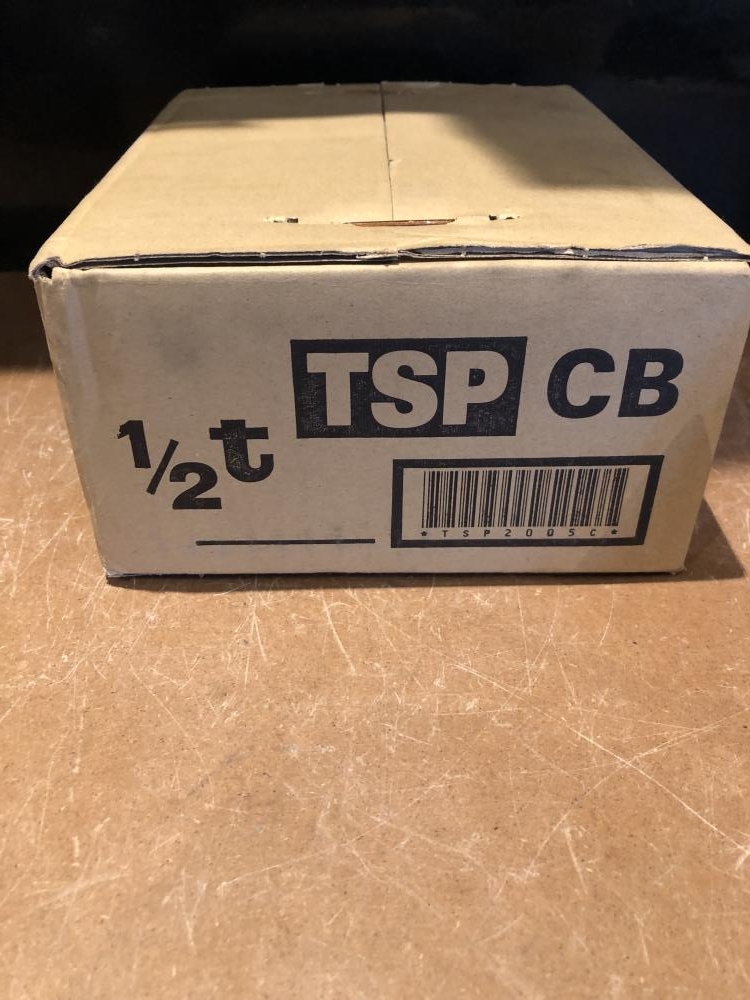 TSP CB
1/2t
*TSP2005C*